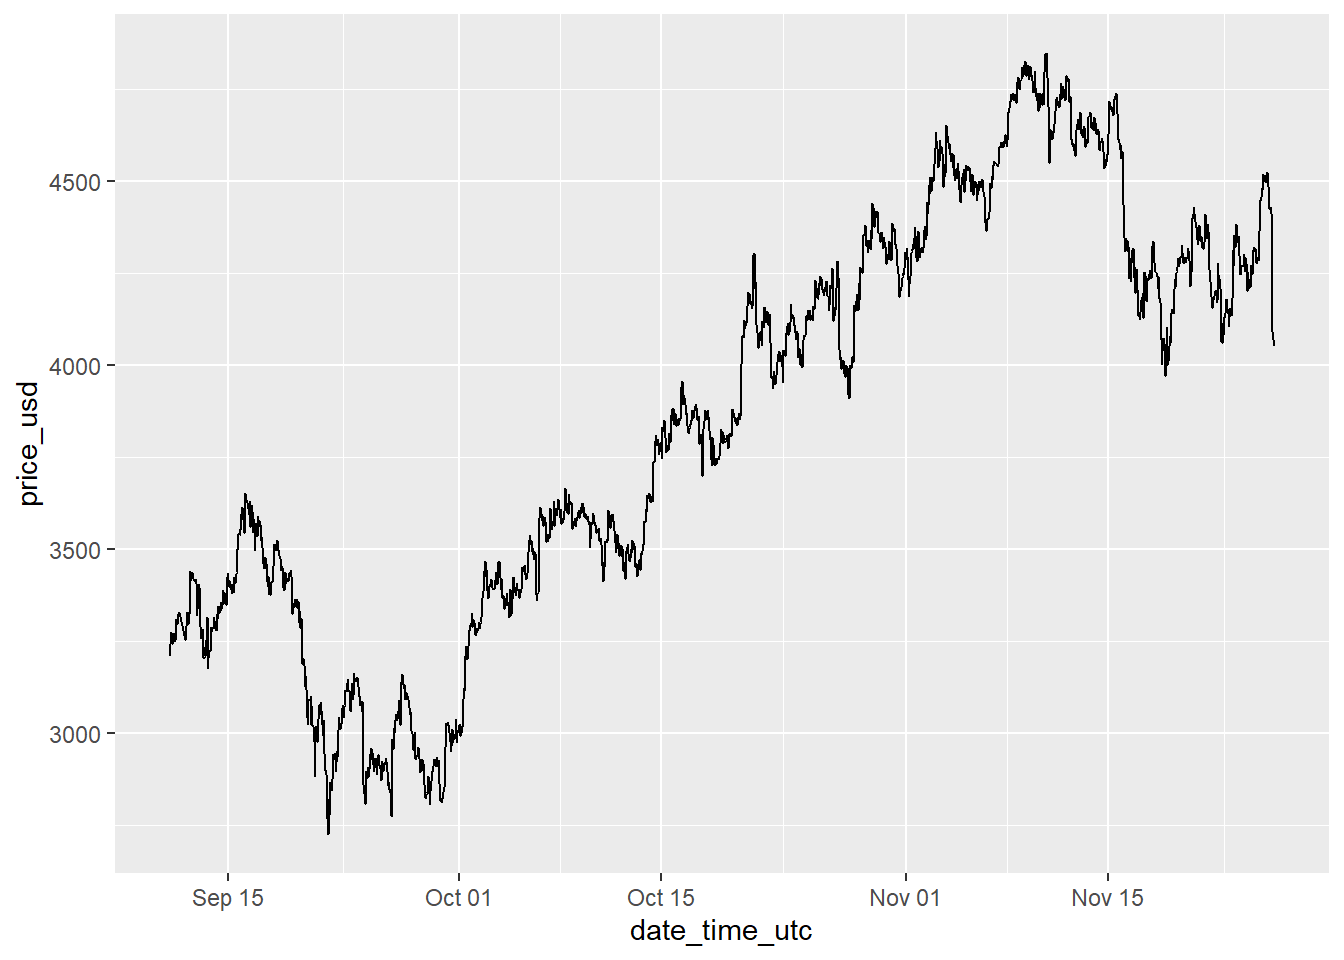 4500
4000
3500
3000
price_usd
Sep 15
Oct 01
Oct 15
Nov 01
Nov 15
date_time_utc